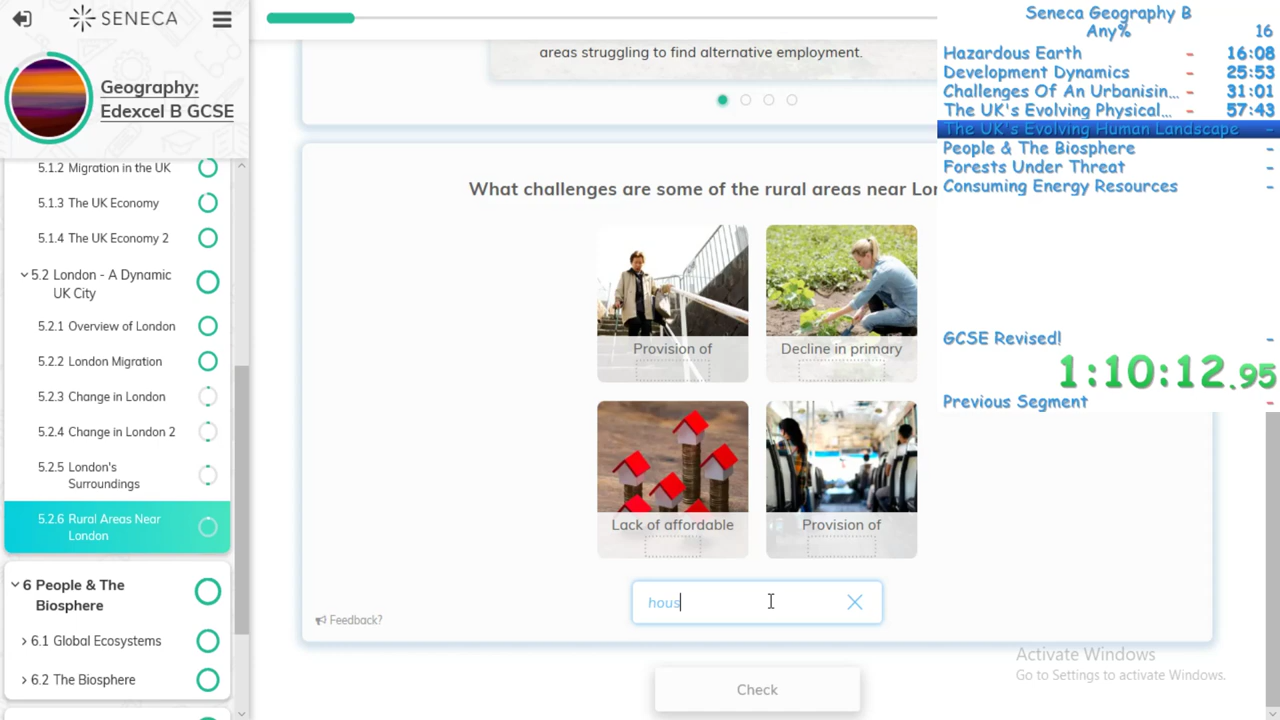 SENECA
Geography:
Edexcel B GCSE
5.1.2 Migration in the UK
5.1.3 The UK Economy
5.1.4 The UK Economy 2
5.2 London - A Dynamic
UK City
5.2.1 Overview of London
5.2.2 London Migration
5.2.3 Change in London
5.2.4 Change in London 2
5.2.5 London's
Surroundings
5.2.6 Rural Areas Near
London
6 People & The
Biosphere
6.1 Global Ecosystems
6.2 The Biosphere
areas struggling to find alternative employment.
What challenges are some of the rural areas near Lon
Provision of
Decline in primary
Lack of affordable
Provision of
hous
Feedback?
Check
Seneca Geography B
Any% 16
Hazardous Earth - 16:08
Development Dynamics - 25:53
Challenges Of An Urbanisin... - 31:01
The UK's Evolving Physical... - 57:43
The UK's Evolving Human Landscape -
People & The Biosphere -
Forests Under Threat -
Consuming Energy Resources -
GCSE Revised! -
1:10:12.95
Previous Segment -
Activate Windows
Go to Settings to activate Windows.